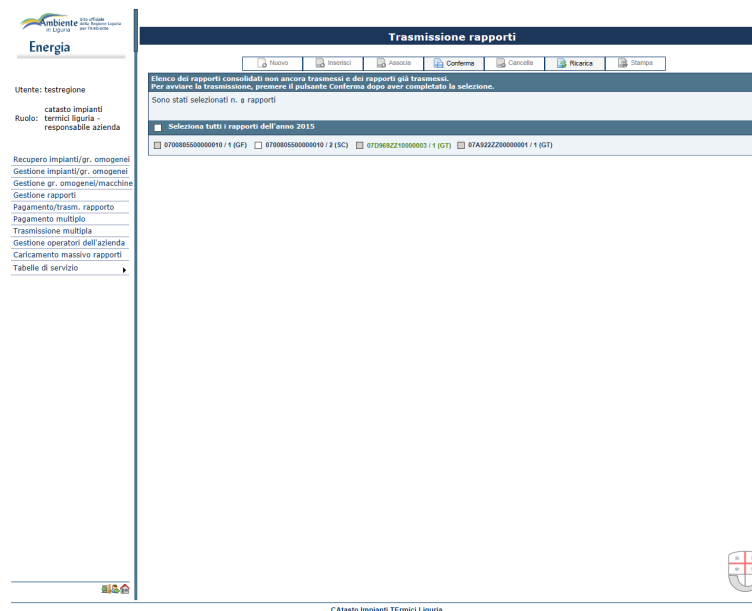 Ambiente
in Liguria
sito ufficiale
della Regione Liguria
per l'Ambiente
Energia
Utente: testregione
Ruolo: catasto impianti
termici liguria -
responsabile azienda
Recupero impianti/gr. omogenei
Gestione impianti/gr. omogenei
Gestione gr. omogenei/macchine
Gestione rapporti
Pagamento/trasm. rapporto
Pagamento multiplo
Trasmissione multipla
Gestione operatori dell'azienda
Caricamento massivo rapporti
Tabelle di servizio
Trasmissione rapporti
Nuovo Inserisci Associa Conferma Cancella Ricarica Stampa
Elenco dei rapporti consolidati non ancora trasmessi e dei rapporti già trasmessi.
Per avviare la trasmissione, premere il pulsante Conferma dopo aver completato la selezione.
Sono stati selezionati n. 0 rapporti
Seleziona tutti i rapporti dell'anno 2015
0700805500000010 / 1 (GF) 0700805500000010 / 2 (SC) 07D969ZZ10000003 / 1 (GT) 07A922ZZ00000001 / 1 (GT)
CAtasto Impianti TErmici Liguria